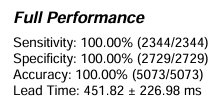 Full Performance
Sensitivity: 100.00% (2344/2344)
Specificity: 100.00% (2729/2729)
Accuracy: 100.00% (5073/5073)
Lead Time: 451.82 ± 226.98 ms